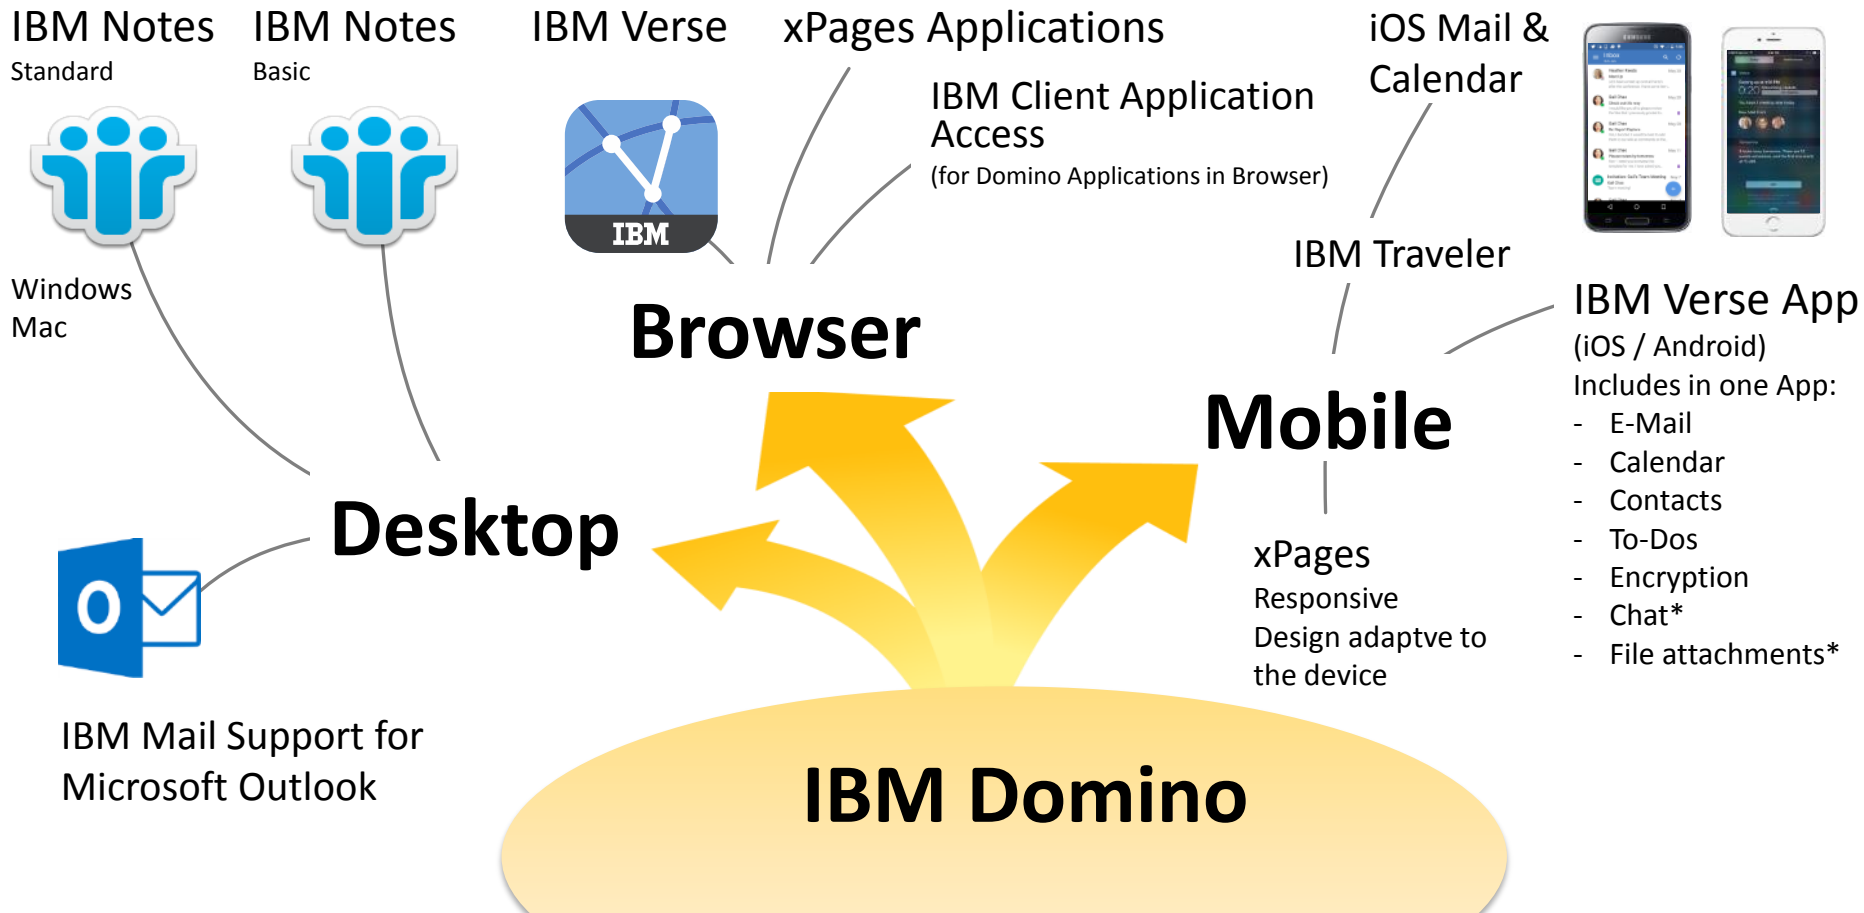 IBM Notes
Standard
IBM Notes
Basic
IBM Verse
xPages Applications
iOS Mail &
Calendar
SAMSUNG
IBM Client Application
Access
(for Domino Applications in Browser)
IBM
IBM Traveler
Windows
Mac
Browser
IBM Verse App
(iOS / Android)
Includes in one App:
- E-Mail
- Calendar
- Contacts
- To-Dos
- Encryption
- Chat*
- File attachments*
Mobile
Desktop
xPages
Responsive
Design adaptve to
the device
O
IBM Mail Support for
Microsoft Outlook
IBM Domino